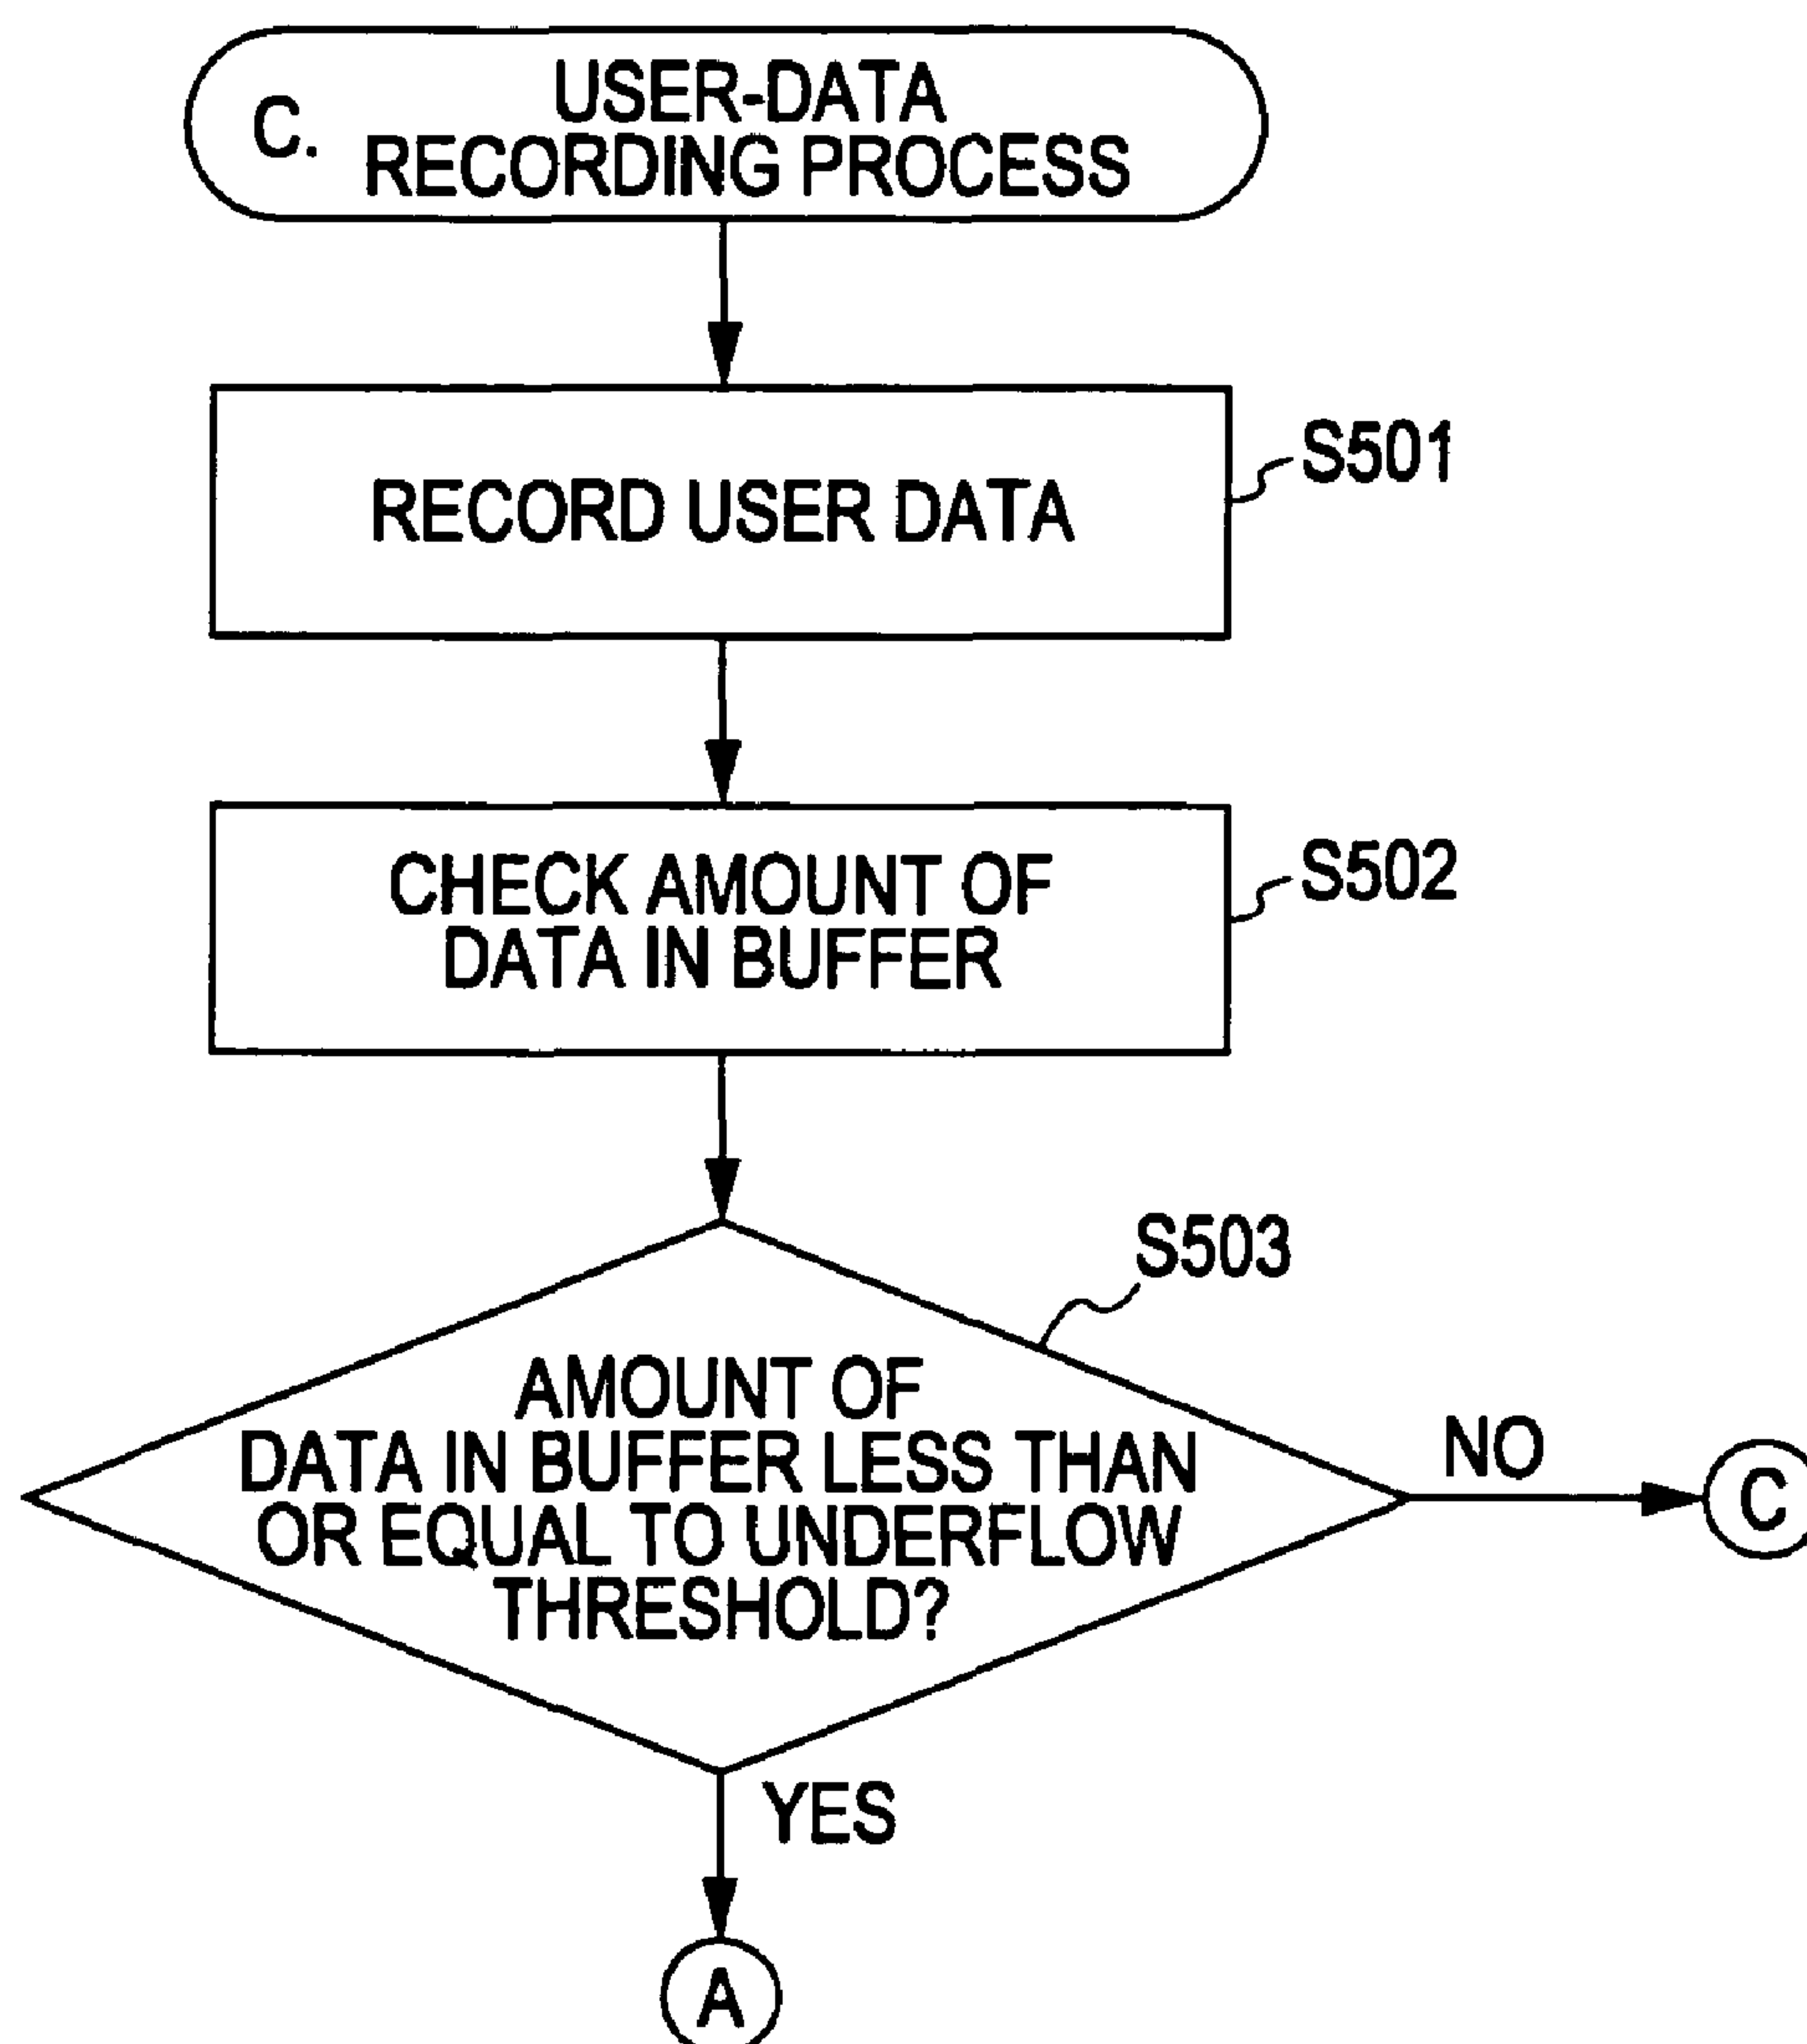 C. USER-DATA
RECORDING PROCESS
RECORD USER DATA
S501
CHECK AMOUNT OF
DATA IN BUFFER
S502
S503
AMOUNT OF
DATA IN BUFFER LESS THAN
OR EQUAL TO UNDERFLOW
THRESHOLD?
NO
C
YES
A